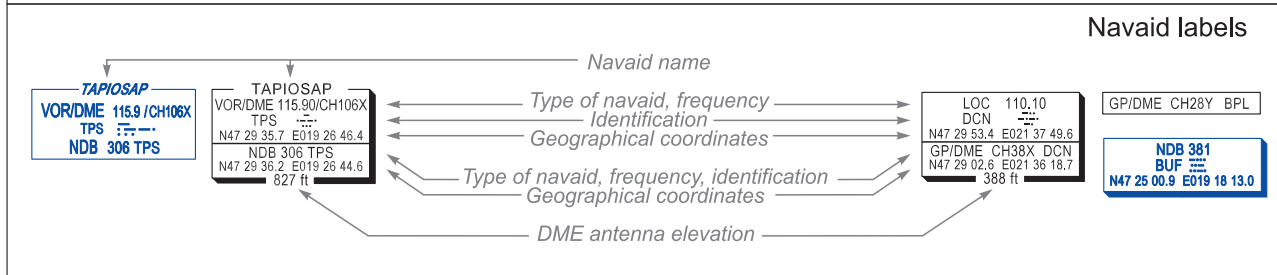 Navaid labels
TAPIOSAP
VOR/DME 115.9 /CH106X
TPS
NDB 306 TPS
TAPIOSAP
VOR/DME 115.90/CH106X
TPS
N47 29 35.7 E019 26 46.4
NDB 306 TPS
N47 29 36.2 E019 26 44.6
827 ft
Navaid name
Type of navaid, frequency
Identification
Geographical coordinates
Type of navaid, frequency, identification
Geographical coordinates
DME antenna elevation
LOC 110.10
DCN
N47 29 53.4 E021 37 49.6
GP/DME CH38X DCN
N47 29 02,6 E021 36 18,7
388 ft
GP/DME CH28Y BPL
NDB 381
BUF
N47 25 00.9 E019 18 13.0